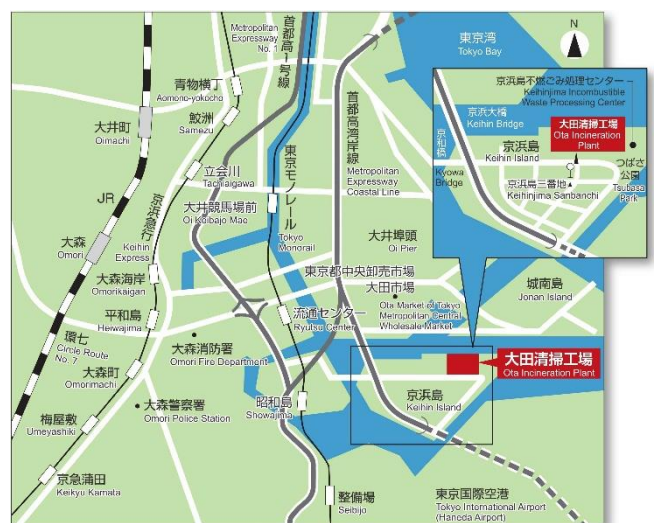 Metropolitan
Expressway
No. 1
首都高1号線
N
東京湾
Tokyo Bay
青物横丁
Aomono-yokocho
鮫洲
Samezu
大井町
Oimachi
立会川
Tachiaigawa
大井競馬場前
Oi Keibajo Mae
JR
京浜急行
Keihin
Express
東京モノレール
Tokyo
Monorail
首都高湾岸線
Metropolitan
Expressway
Coastal Line
大森
Omori
大森海岸
Omorikaigan
平和島
Heiwajima
環七
Circle Route
No. 7
大森町
Omorimachi
梅屋敷
Umeyashiki
京急蒲田
Keikyu Kamata
大森消防署
Omori Fire Department
大森警察署
Omori Police Station
流通センター
Ryutsu Center
昭和島
Showajima
整備場
Seibijo
大井埠頭
Oi Pier
東京都中央卸売市場
大田市場
Ota Market of Tokyo
Metropolitan Central
Wholesale Market
城南島
Jonan Island
大田清掃工場
Ota Incineration Plant
京浜島
Keihin Island
東京国際空港
Tokyo International Airport
(Haneda Airport)
京浜島不燃ごみ処理センター
Keihinjima Incombustible
Waste Processing Center
京浜大橋
Keihin Bridge
大田清掃工場
Ota Incineration
Plant
京和橋
Kyowa
Bridge
京浜島
Keihin Island
京浜島三番地
Keihinjima Sanbanchi
つばさ
公園
Tsubasa
Park